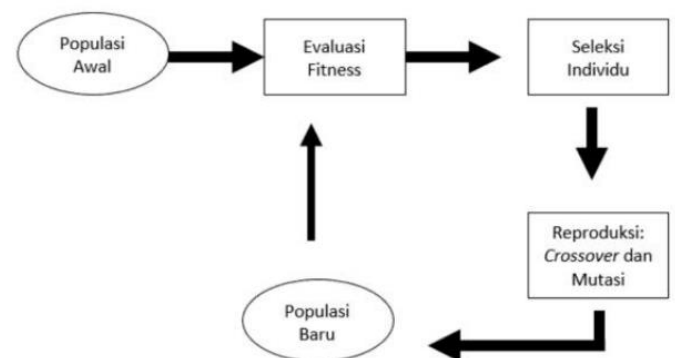 Populasi
Awal
Evaluasi
Fitness
Seleksi
Individu
Reproduksi:
Crossover dan
Mutasi
Populasi
Baru